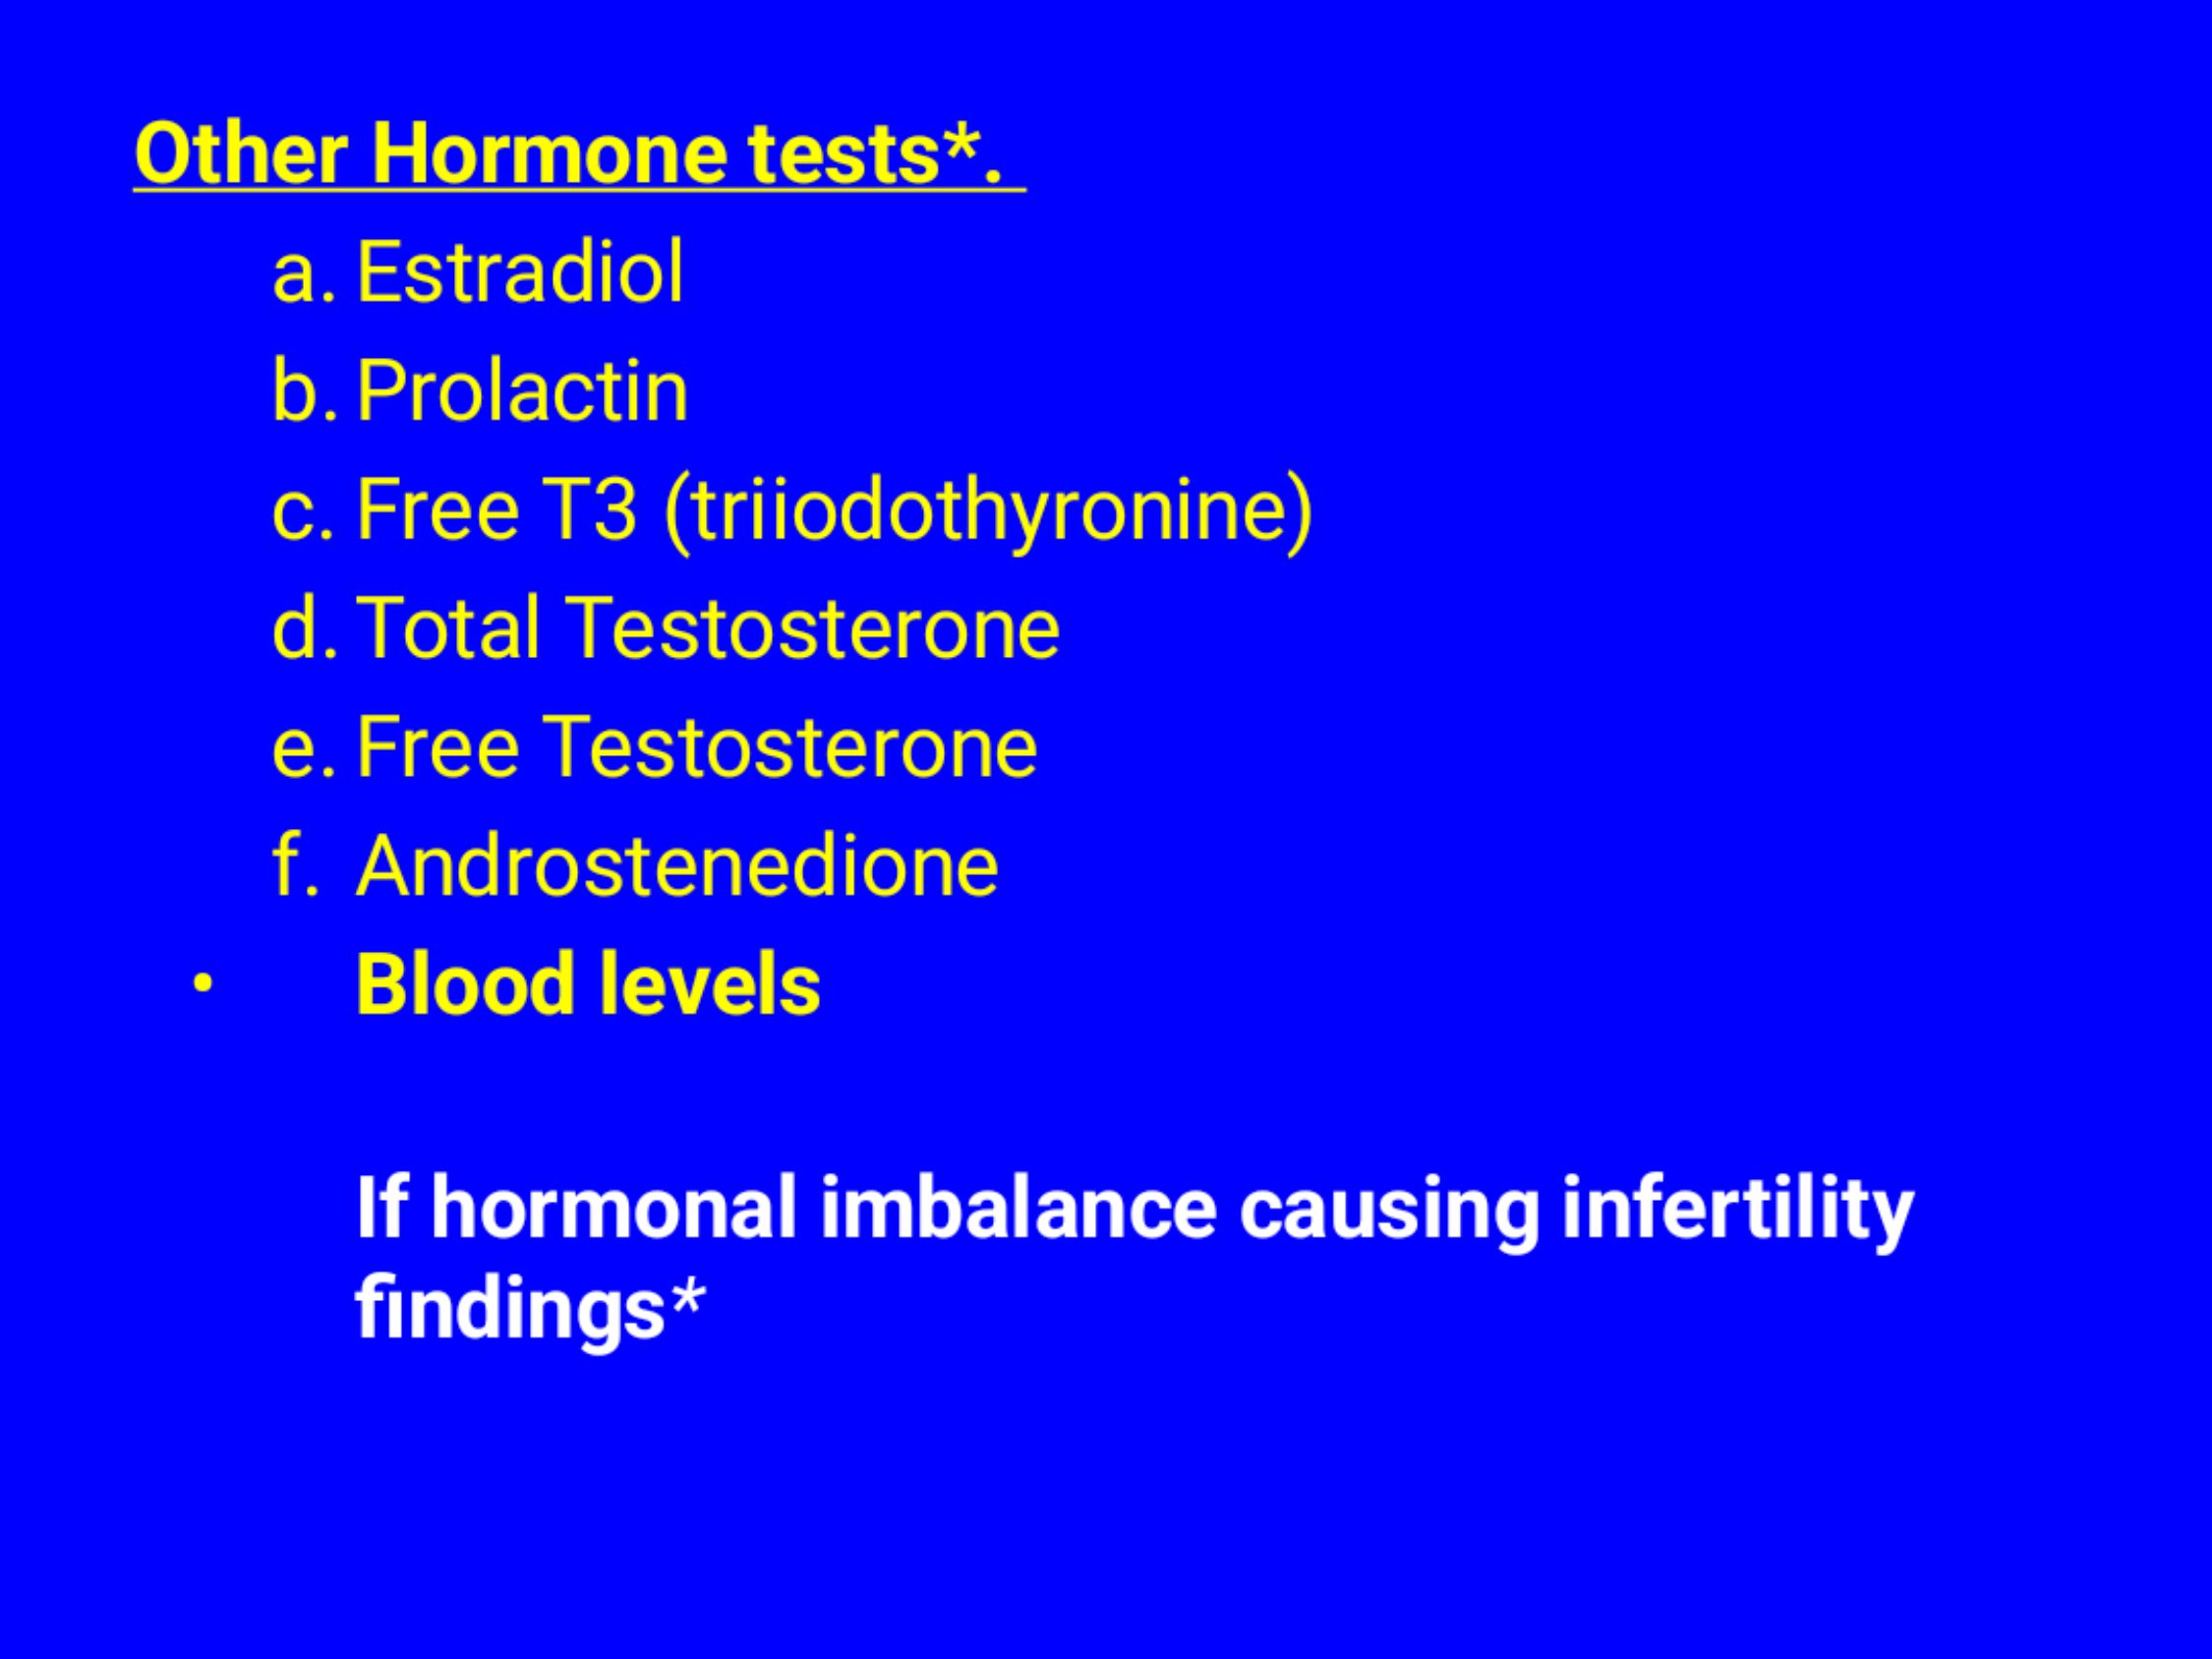 Other Hormone tests*.
a. Estradiol
b. Prolactin
c. Free T3 (triiodothyronine)
d. Total Testosterone
e. Free Testosterone
f. Androstenedione
• Blood levels
If hormonal imbalance causing infertility
findings*